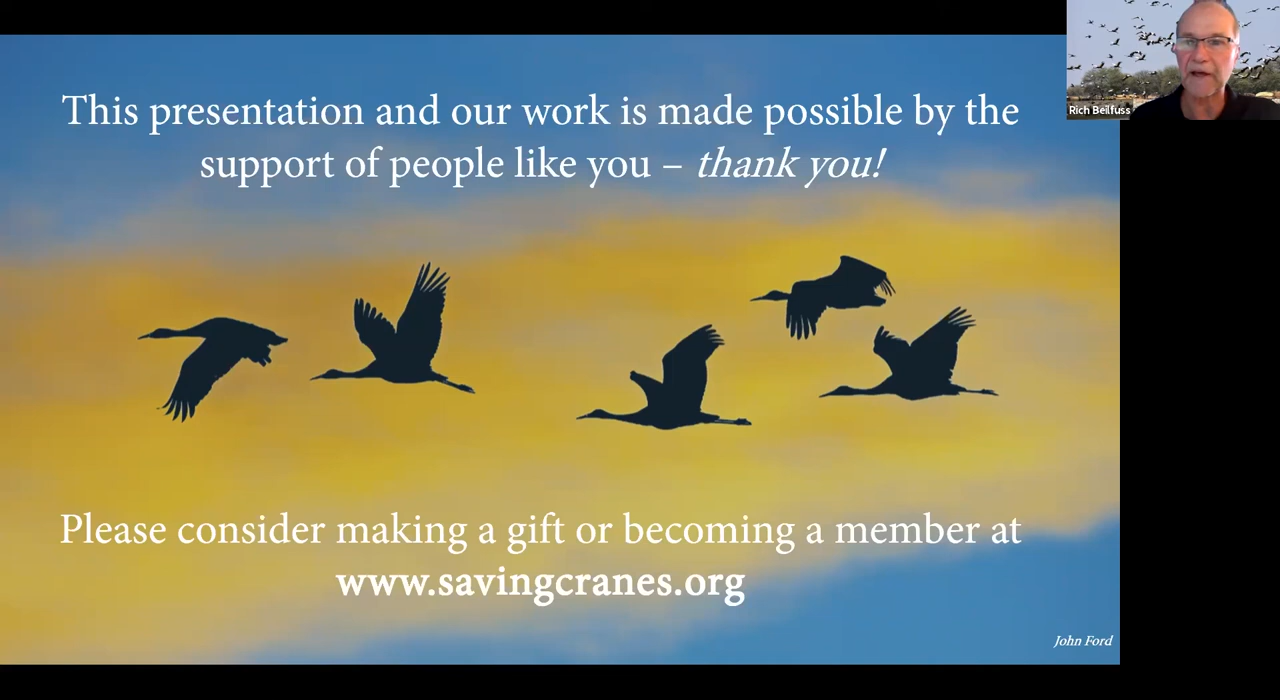 This presentation and our work is made possible by the
support of people like you – thank you!
Rich Beilfuss
Please consider making a gift or becoming a member at
www.savingcranes.org
John Ford